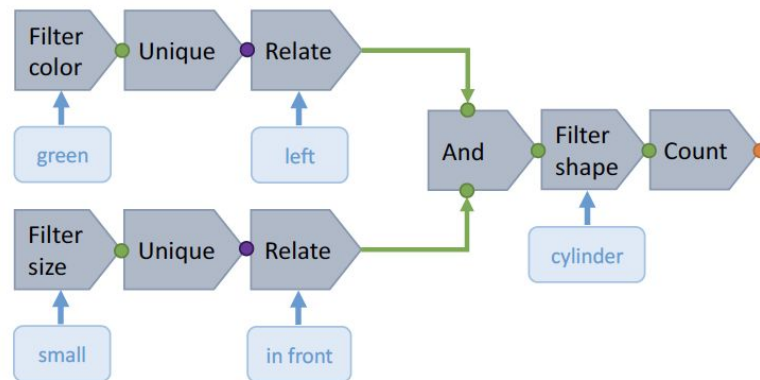 Filter
color
Unique
Relate
green
left
And
Filter
shape
Count
cylinder
Filter
size
Unique
Relate
small
in front